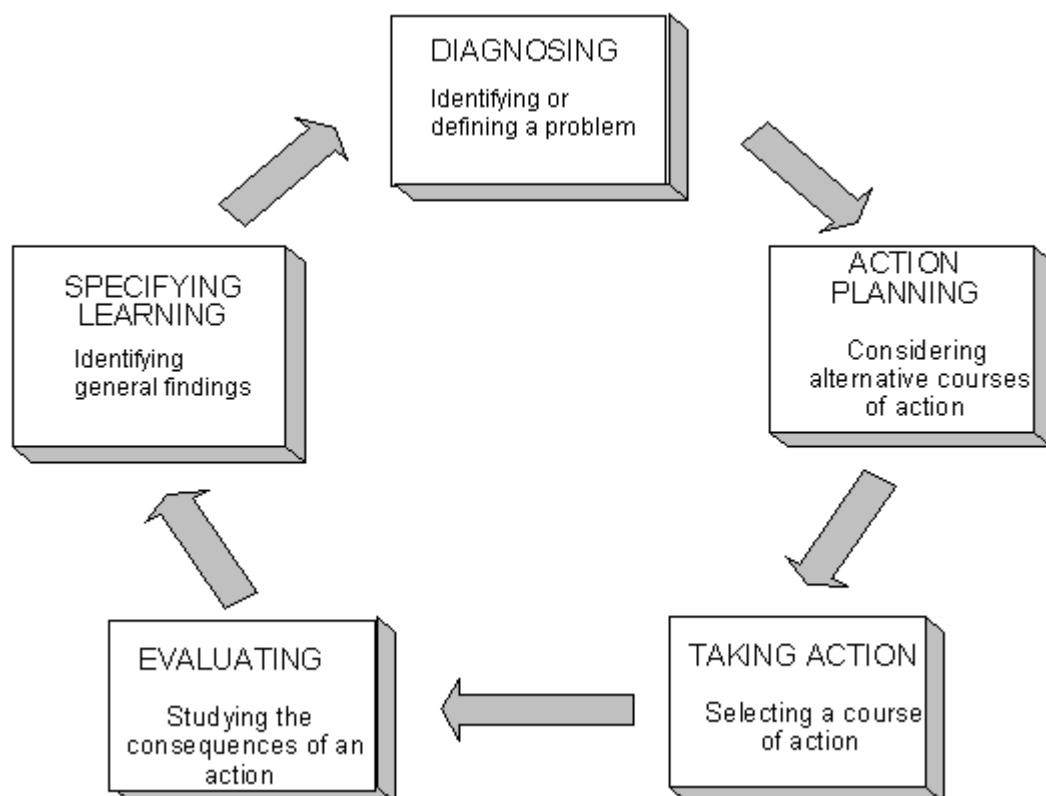 DIAGNOSING
Identifying or
defining a problem
ACTION
PLANNING
Considering
alternative courses
of action
TAKING ACTION
Selecting a course
of action
EVALUATING
Studying the
consequences of an
action
SPECIFYING
LEARNING
Identifying
general findings